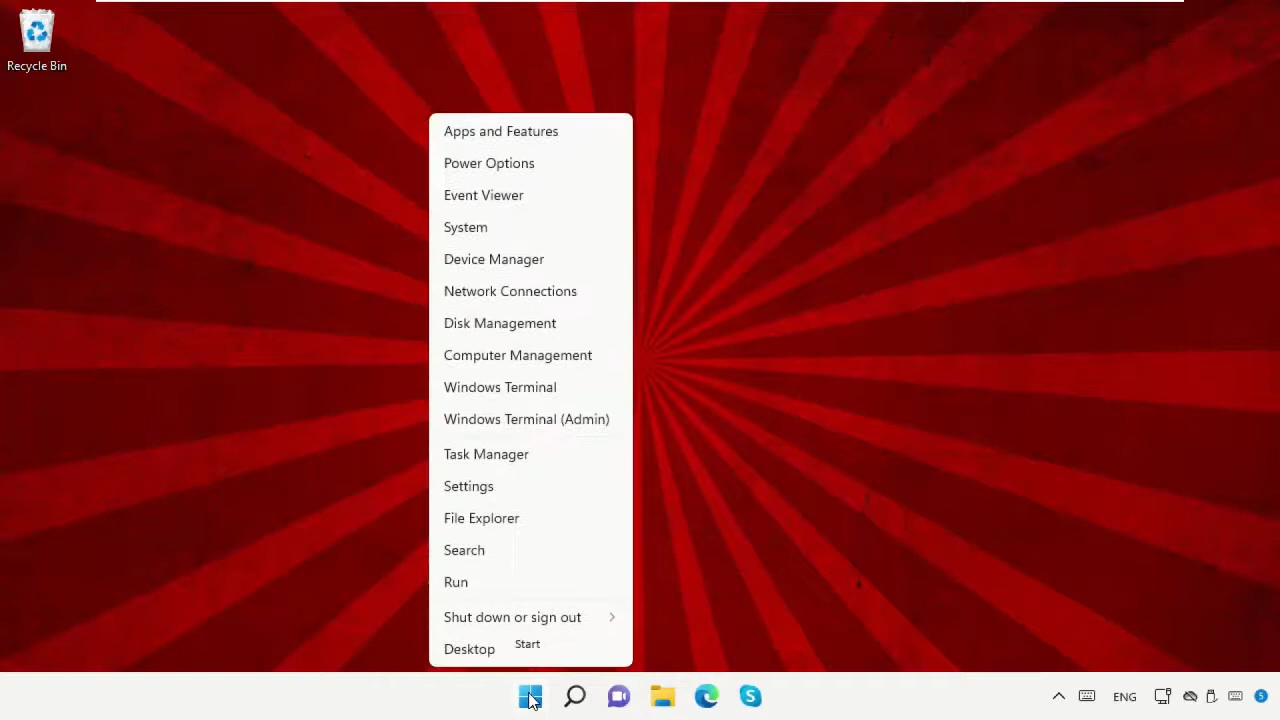 Recycle Bin
Apps and Features
Power Options
Event Viewer
System
Device Manager
Network Connections
Disk Management
Computer Management
Windows Terminal
Windows Terminal (Admin)
Task Manager
Settings
File Explorer
Search
Run
Shut down or sign out
Desktop
Start
ENG
5